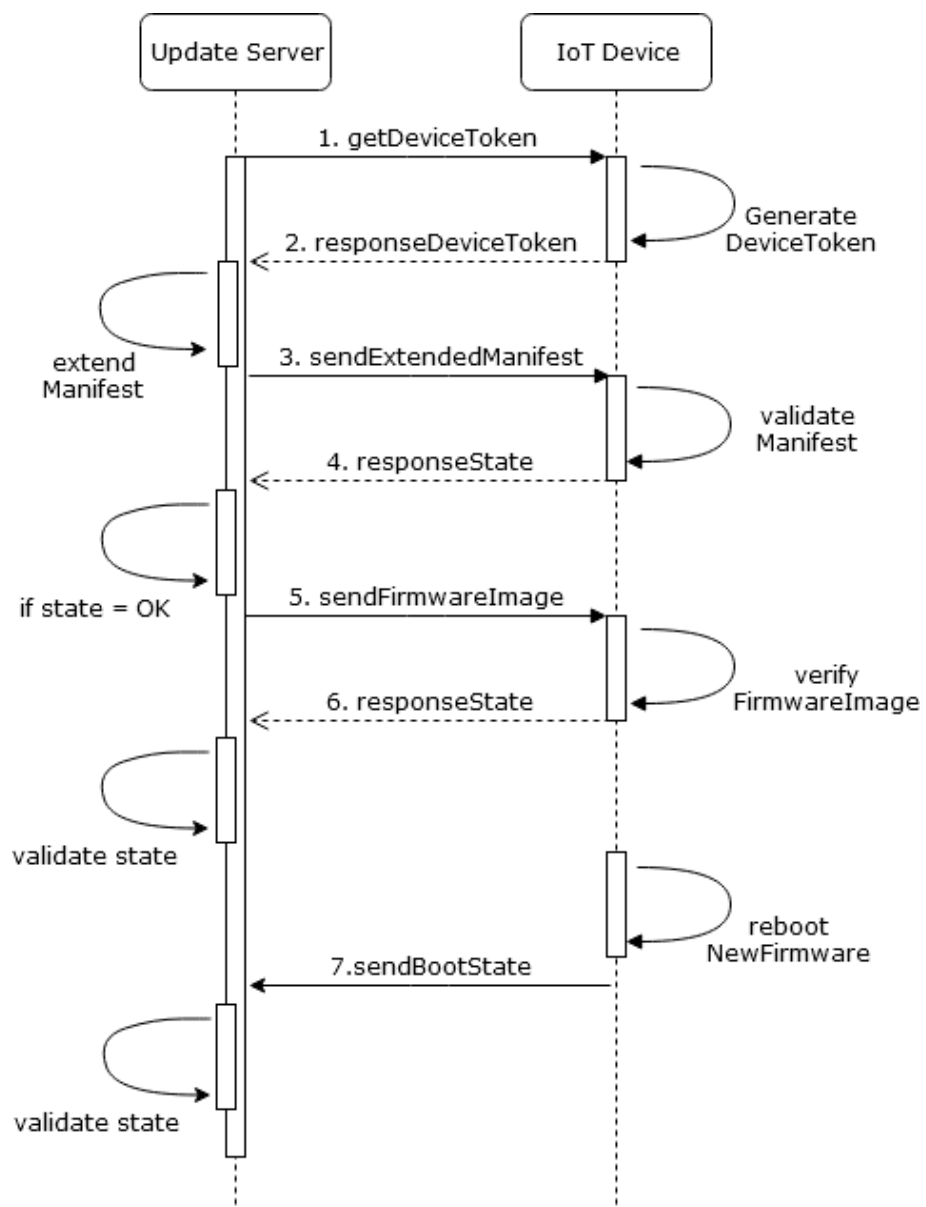 Update Server
IoT Device
1. getDeviceToken
Generate
DeviceToken
2. responseDeviceToken
extend
Manifest
3. sendExtendedManifest
validate
Manifest
4. responseState
if state = OK
5. sendFirmwareImage
verify
FirmwareImage
6. responseState
validate state
reboot
NewFirmware
7.sendBootState
validate state